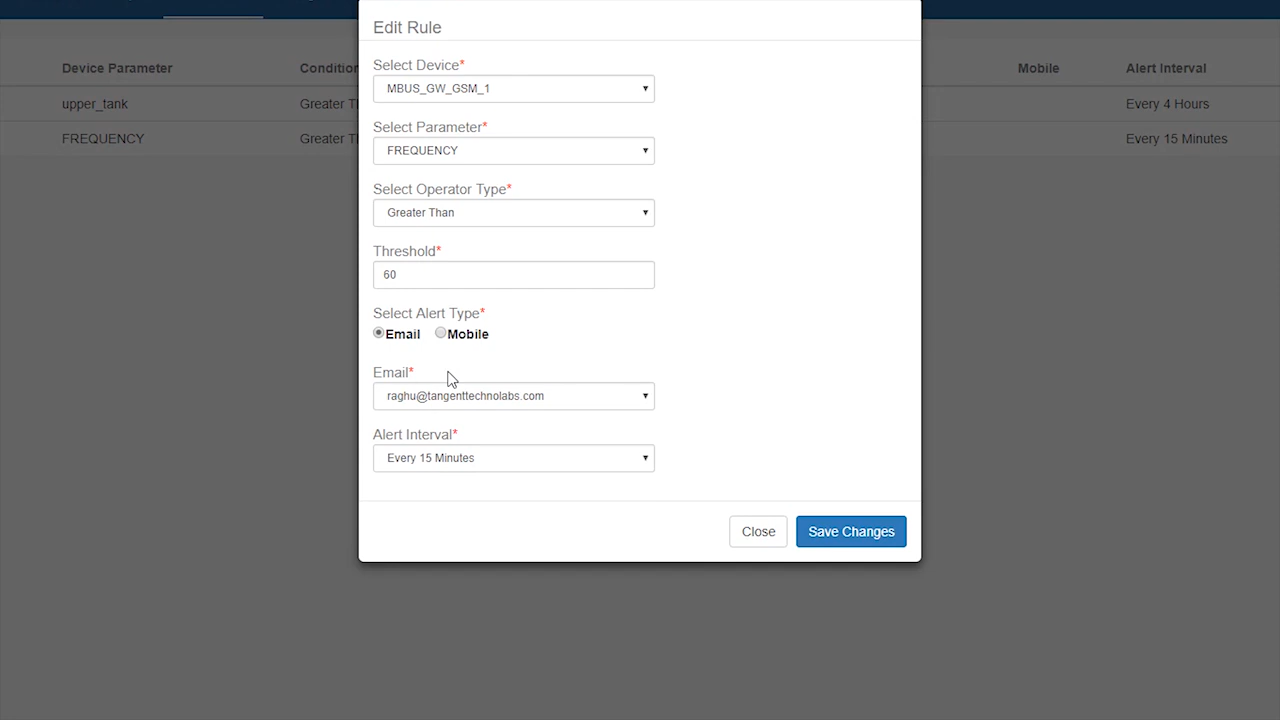 Edit Rule
Select Device*
MBUS_GW_GSM_1
Select Parameter*
FREQUENCY
Select Operator Type*
Greater Than
Threshold*
60
Select Alert Type*
Email Mobile
Email*
raghu@tangenttechnolabs.com
Alert Interval*
Every 15 Minutes
Close Save Changes
Device Parameter Condition Mobile Alert Interval
upper_tank Greater Every 4 Hours
FREQUENCY Greater Every 15 Minutes